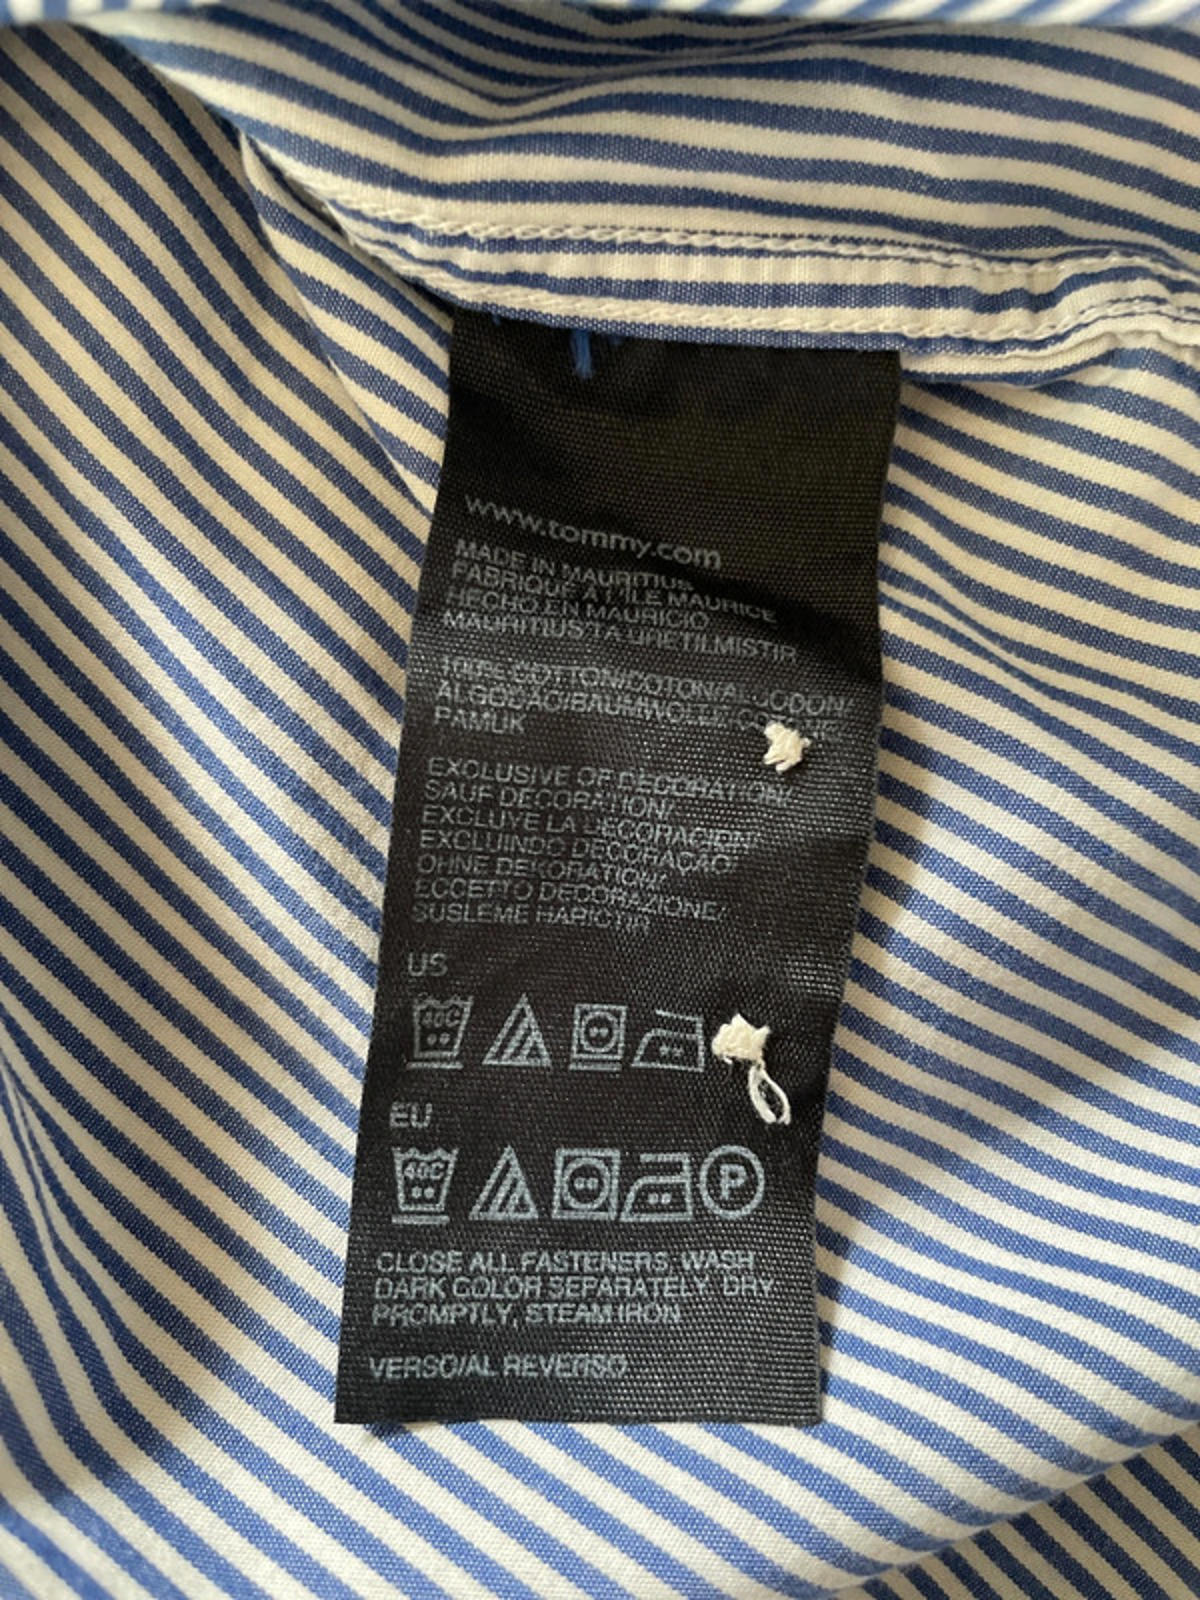 www.tommy.com
MADE IN MAURITIUS
FABRIQUE A L'ILE MAURICE
HECHO EN MAURICIO
MAURITIUS'TA URETILMISTIR
100% COTTON/COTON/ALGODON/
ALGODAO/BAUMWOLLE/COTONE
PAMUK
EXCLUSIVE OF DECORATION/
SAUF DECORATION/
EXCLUYE LA DECORACION/
EXCLUINDO DECORAÇAO/
OHNE DEKORATION/
ECCETTO DECORAZIONE/
SUSLEME HARICTIR
US
40C
EU
40C
P
CLOSE ALL FASTENERS, WASH
DARK COLOR SEPARATELY, DRY
PROMPTLY, STEAM IRON
VERSO/AL REVERSO